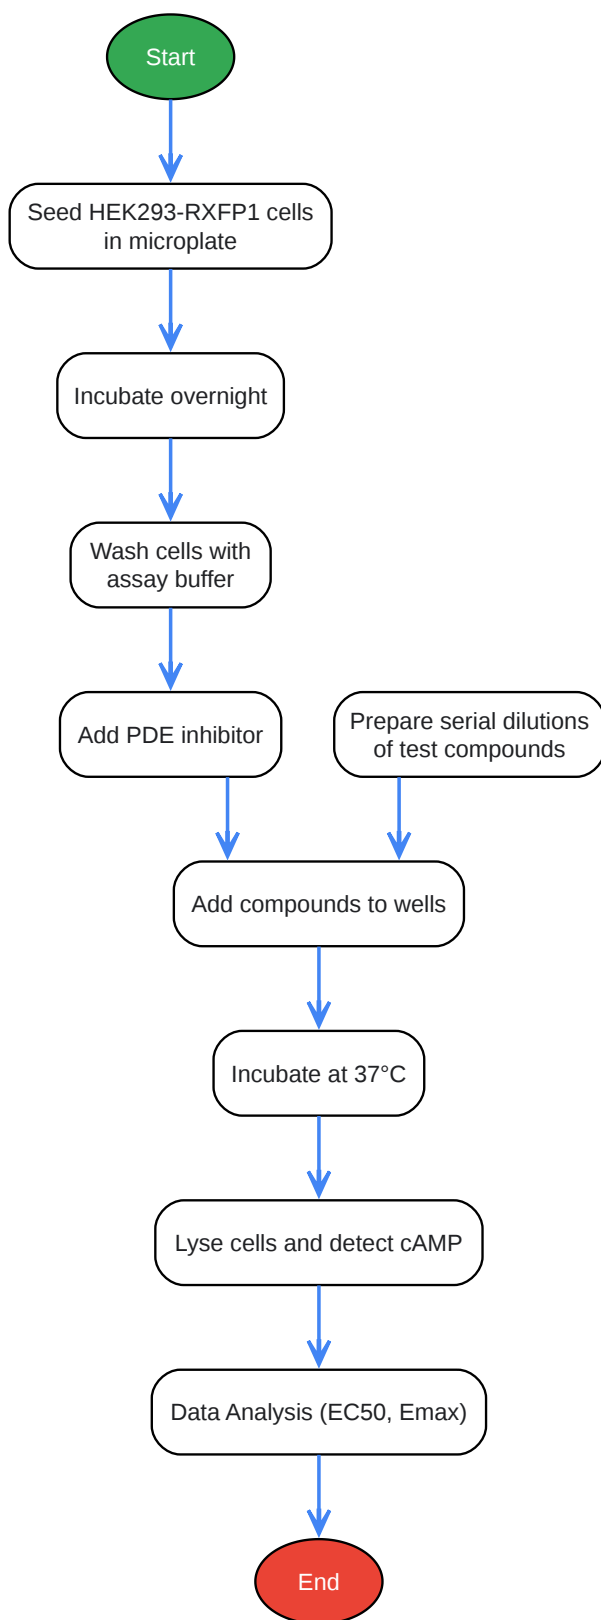 Start
Seed HEK293-RXFP1 cells
in microplate
Incubate overnight
Wash cells with
assay buffer
Add PDE inhibitor
Prepare serial dilutions
of test compounds
Add compounds to wells
Incubate at 37°C
Lyse cells and detect cAMP
Data Analysis (EC50, Emax)
End